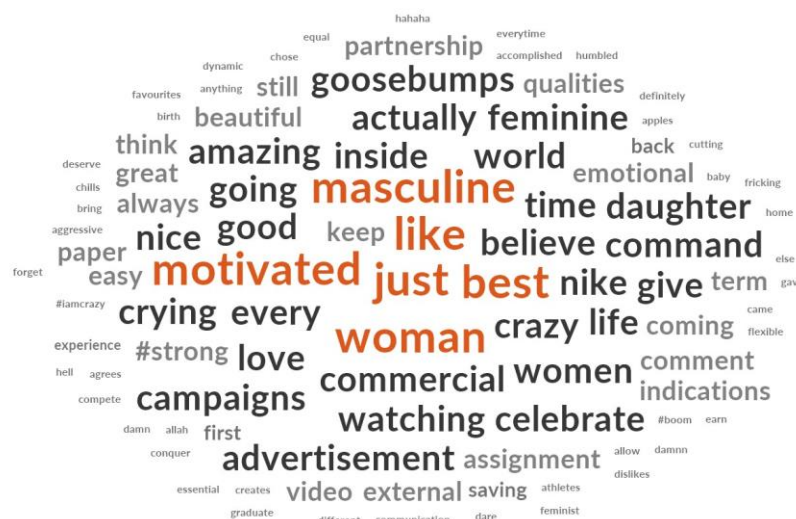 hahaha
equal everytime
partnership
chose accomplished humbled
dynamic still goosebumps qualities
favourites anything definitely
birth beautiful actually feminine apples
think amazing inside world back cutting
deserve great emotional baby
chills going masculine fricking
bring always time daughter home
aggressive nice good keep like believe command
paper else
forget easy motivated just best nike give term
#iamcrazy crying every came
woman crazy life coming flexible
experience #strong love comment
hell agrees commercial women
compete campaigns indications
damn allah first watching celebrate #boom earn
conquer advertisement assignment allow damnn
dislikes
essential creates video external saving athletes
graduate dare feminist